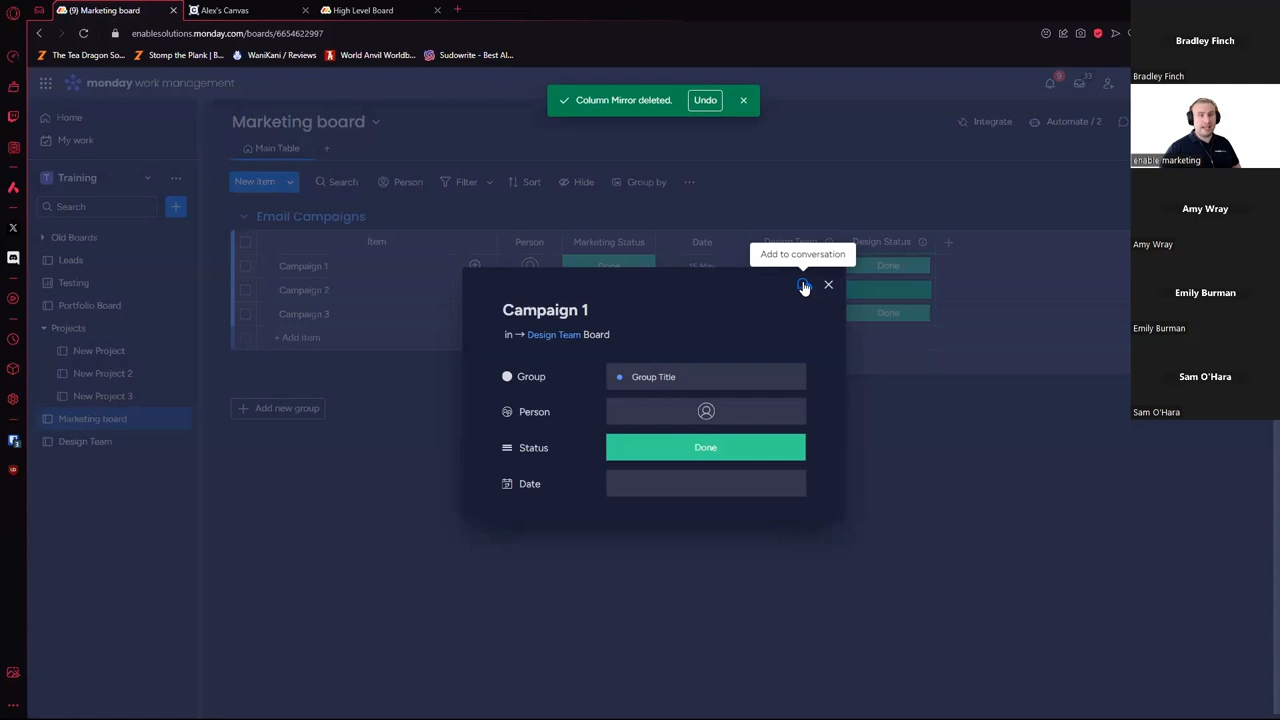 (9) Marketing board
Alex's Canvas
High Level Board
enablesolutions.monday.com/boards/6654622997
The Tea Dragon So...
Stomp the Plank | B...
WaniKani / Reviews
World Anvil Worldb...
Sudowrite - Best AI...
monday work management
9
33
Column Mirror deleted.
Undo
Home
My work
Marketing board
Integrate
Automate / 2
Main Table
Training
New Item
Search
Person
Filter
Sort
Hide
Group by
Search
Email Campaigns
Old Boards
Leads
Testing
Portfolio Board
Projects
New Project
New Project 2
New Project 3
Marketing board
Design Team
Item
Person
Marketing Status
Date
Design Team
Design Status
Campaign 1
Done
15 May
Done
Campaign 2
Campaign 3
Done
+ Add item
Add new group
Add to conversation
Campaign 1
in → Design Team Board
Group
Group Title
Person
Status
Done
Date
Bradley Finch
Bradley Finch
enable marketing
Amy Wray
Amy Wray
Emily Burman
Emily Burman
Sam O'Hara
Sam O'Hara